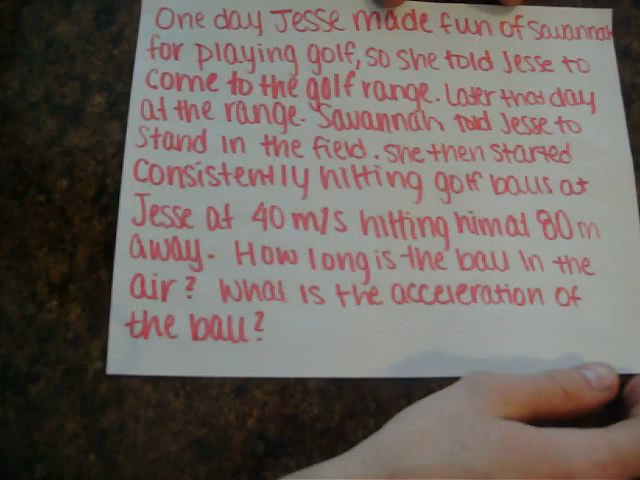 One day Jesse made fun of Savannah
for playing golf, so she told Jesse to
come to the golf range. Later that day
at the range. Savannah told Jesse to
stand in the field. She then started
consistently hitting golf balls at
Jesse at 40 m/s hitting him at 80 m
away. How long is the ball in the
air? What is the acceleration of
the ball?